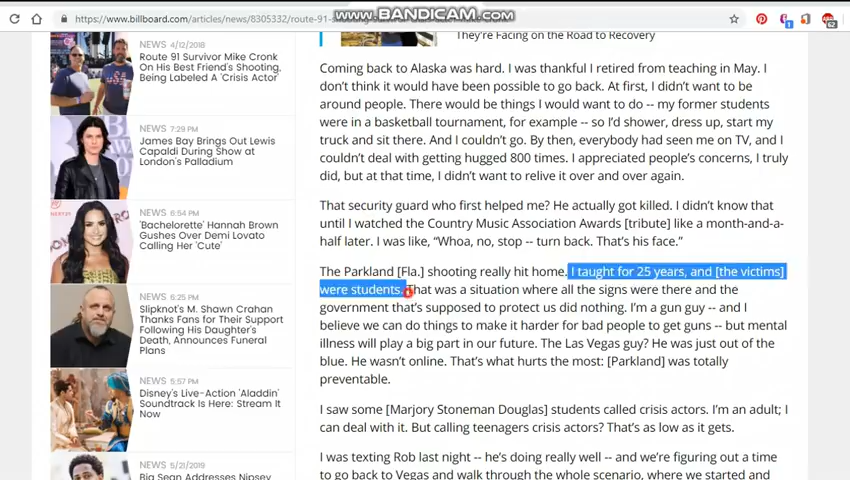 www.BANDICAM.com
https://www.billboard.com/articles/news/8305332/route-91-
62
They're Facing on the Road to Recovery
NEWS 4/12/2018
Route 91 Survivor Mike Cronk
On His Best Friend's Shooting,
Being Labeled A 'Crisis Actor'
NEWS 7:29 PM
James Bay Brings Out Lewis
Capaldi During Show at
London's Palladium
NEWS 6:54 PM
'Bachelorette' Hannah Brown
Gushes Over Demi Lovato
Calling Her 'Cute'
NEWS 6:25 PM
Slipknot's M. Shawn Crahan
Thanks Fans for Their Support
Following His Daughter's
Death, Announces Funeral
Plans
NEWS 5:57 PM
Disney's Live-Action 'Aladdin'
Soundtrack Is Here: Stream It
Now
NEWS 5/21/2019
Big Sean Addresses Nipsey
Coming back to Alaska was hard. I was thankful I retired from teaching in May. I
don't think it would have been possible to go back. At first, I didn't want to be
around people. There would be things I would want to do -- my former students
were in a basketball tournament, for example -- so I'd shower, dress up, start my
truck and sit there. And I couldn't go. By then, everybody had seen me on TV, and I
couldn't deal with getting hugged 800 times. I appreciated people's concerns, I truly
did, but at that time, I didn't want to relive it over and over again.
That security guard who first helped me? He actually got killed. I didn't know that
until I watched the Country Music Association Awards [tribute] like a month-and-a-
half later. I was like, "Whoa, no, stop -- turn back. That's his face."
The Parkland [Fla.] shooting really hit home. I taught for 25 years, and [the victims]
were students. That was a situation where all the signs were there and the
government that's supposed to protect us did nothing. I'm a gun guy -- and I
believe we can do things to make it harder for bad people to get guns -- but mental
illness will play a big part in our future. The Las Vegas guy? He was just out of the
blue. He wasn't online. That's what hurts the most: [Parkland] was totally
preventable.
I saw some [Marjory Stoneman Douglas] students called crisis actors. I'm an adult; I
can deal with it. But calling teenagers crisis actors? That's as low as it gets.
I was texting Rob last night -- he's doing really well -- and we're figuring out a time
to go back to Vegas and walk through the whole scenario, where we started and